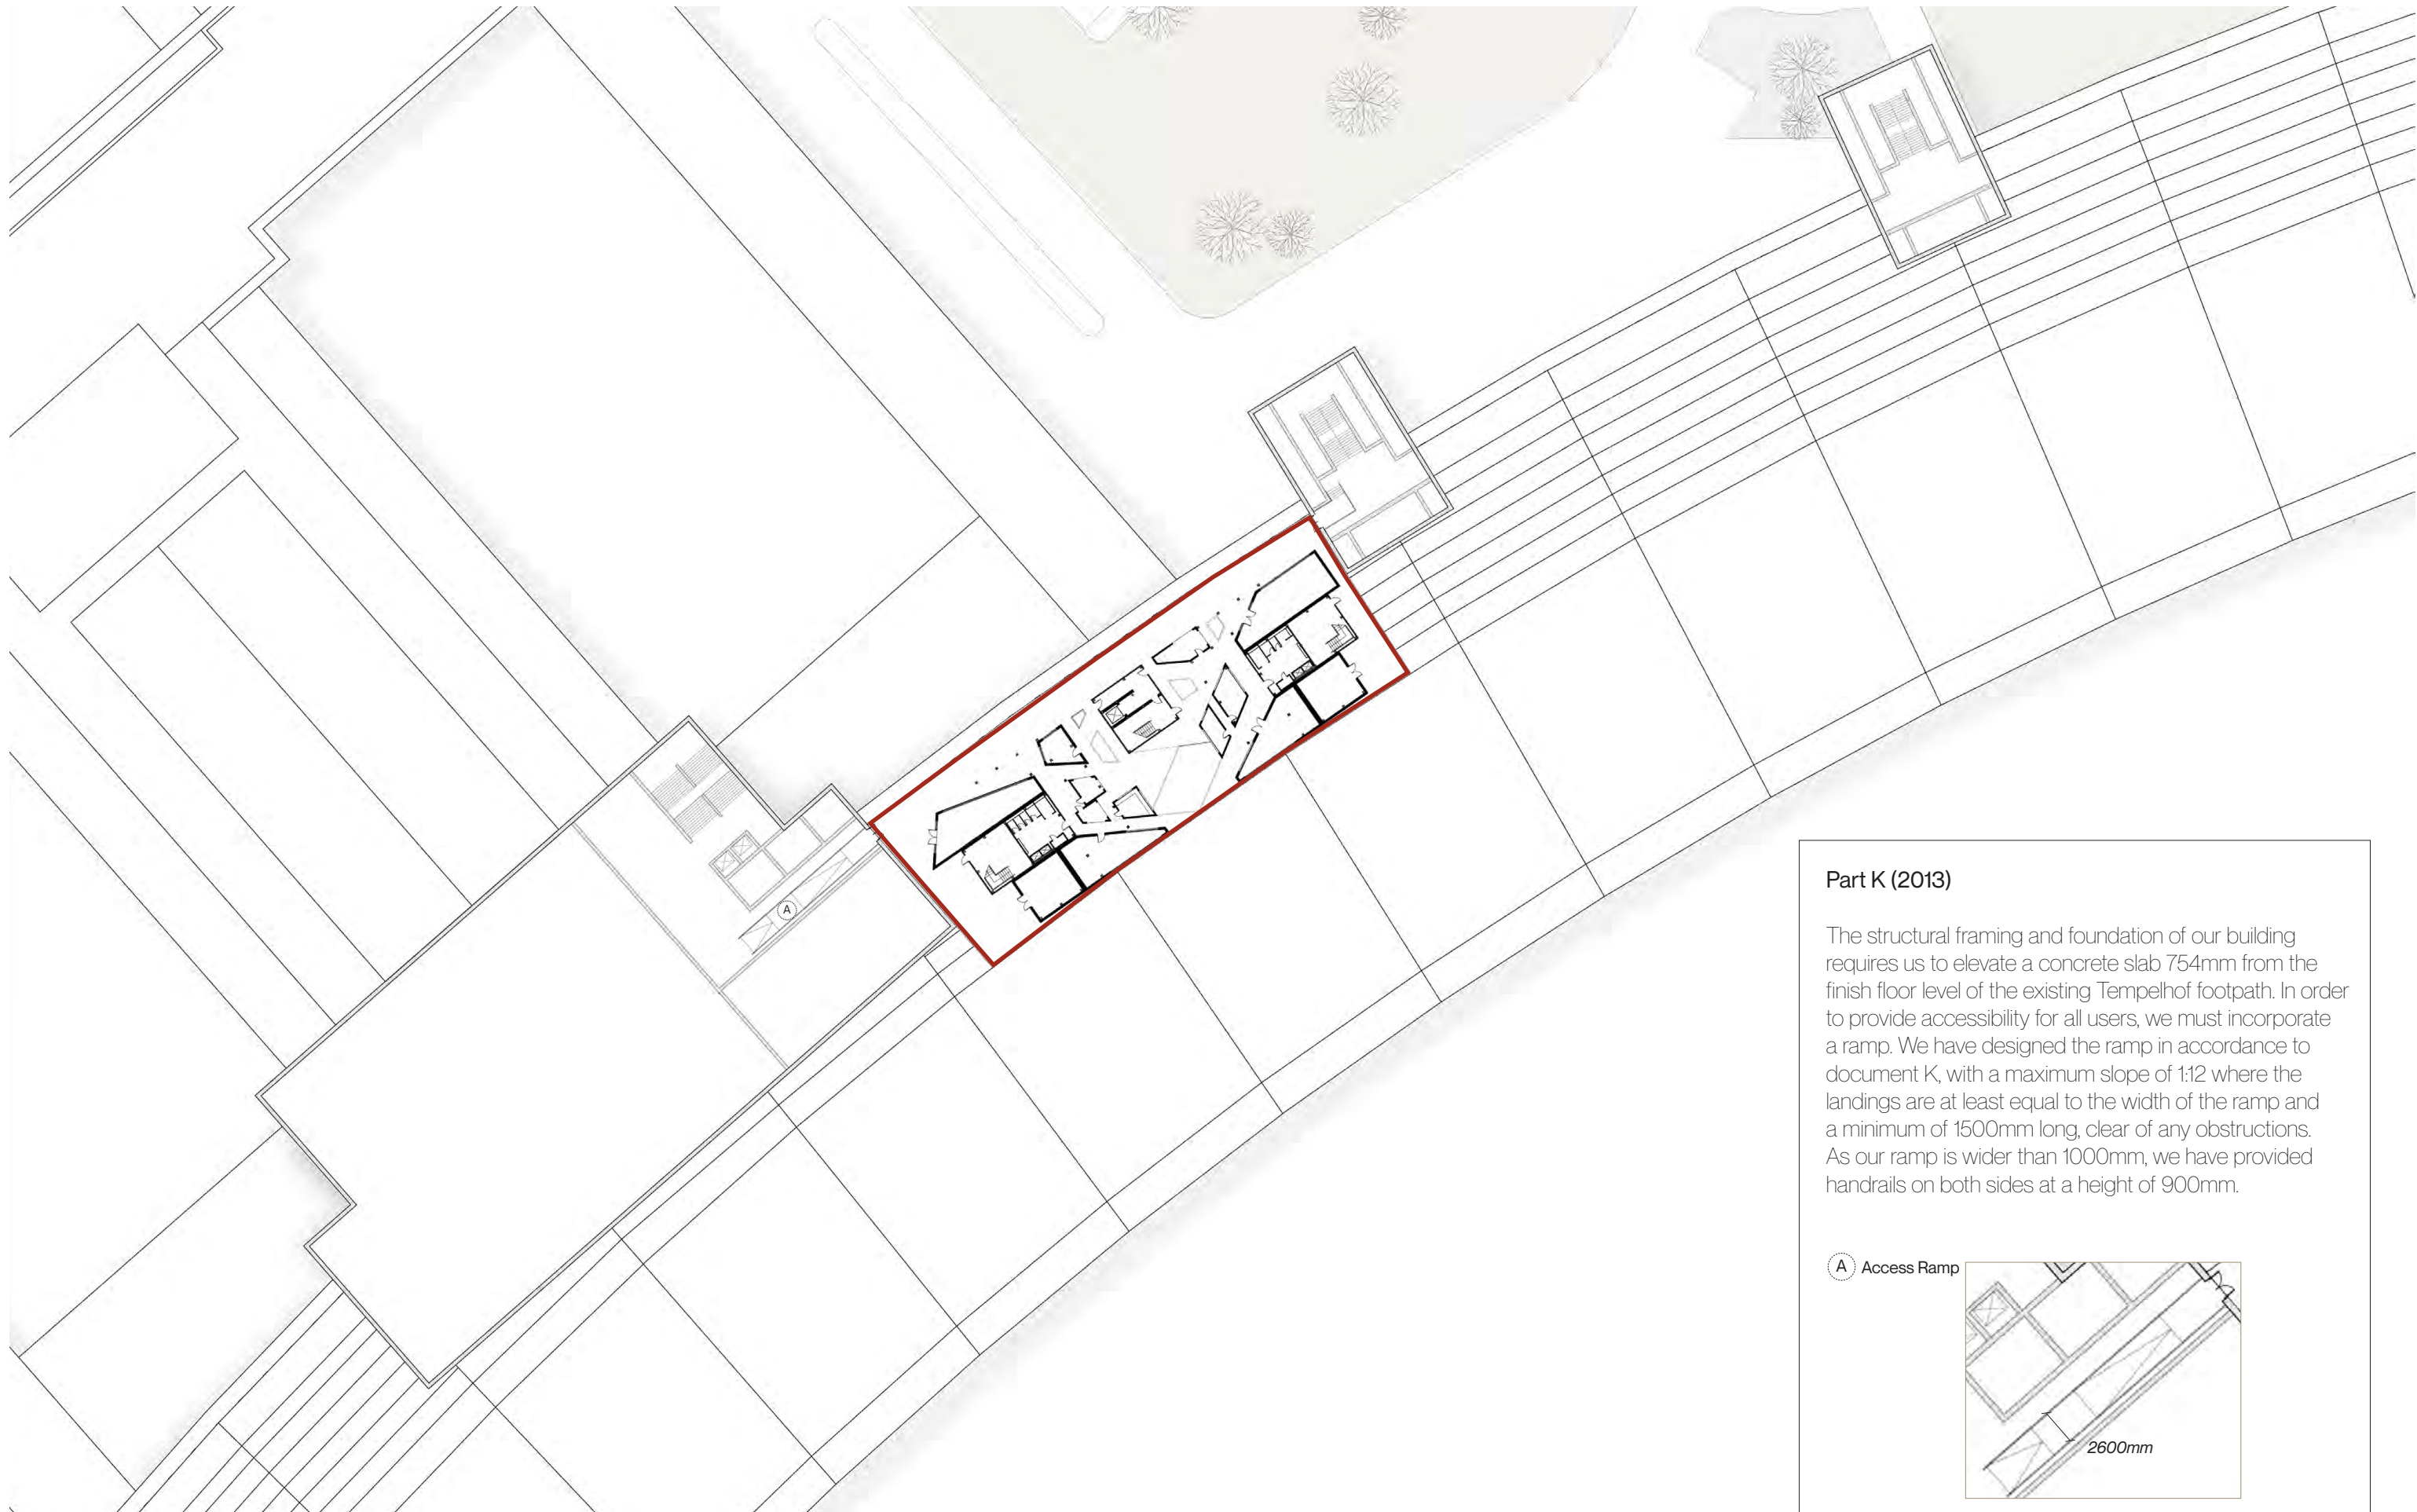 A
Part K (2013)
The structural framing and foundation of our building
requires us to elevate a concrete slab 754mm from the
finish floor level of the existing Tempelhof footpath. In order
to provide accessibility for all users, we must incorporate
a ramp. We have designed the ramp in accordance to
document K, with a maximum slope of 1:12 where the
landings are at least equal to the width of the ramp and
a minimum of 1500mm long, clear of any obstructions.
As our ramp is wider than 1000mm, we have provided
handrails on both sides at a height of 900mm.
A Access Ramp
2600mm